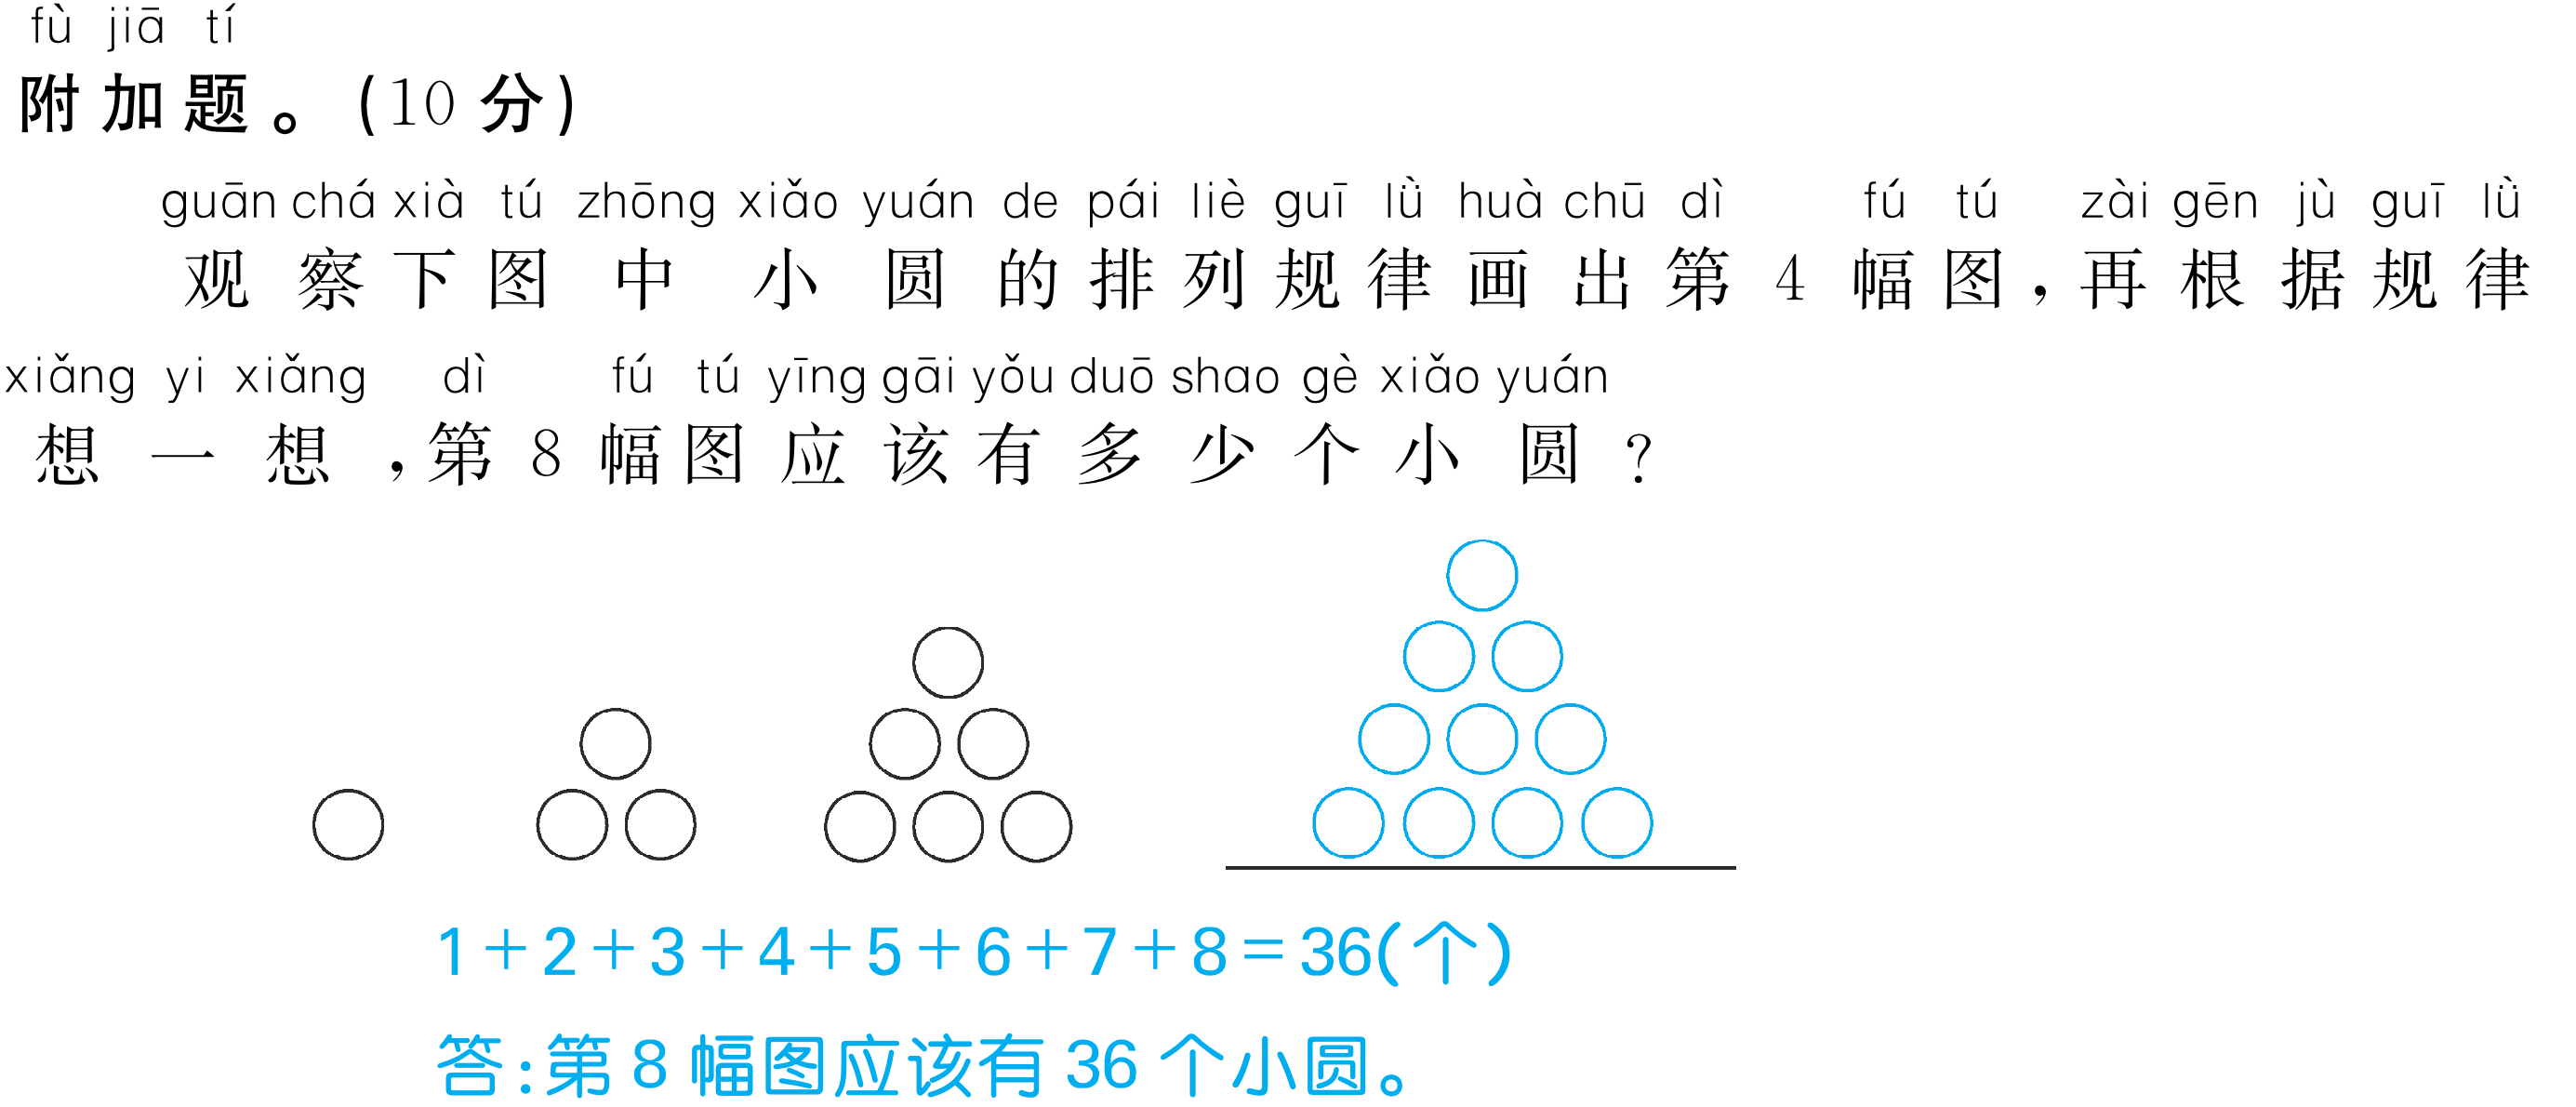 fù jiā tí
附加题。(10 分)
guān chá xià tú zhōng xiǎo yuán de pái liè guī lǜ huà chū dì fú tú zài gēn jù guī lǜ
观察下图中小圆的排列规律画出第 4 幅图,再根据规律
xiǎng yi xiǎng dì fú tú yīng gāi yǒu duō shao gè xiǎo yuán
想一想,第 8 幅图应该有多少个小圆?
1+2+3+4+5+6+7+8=36(个)
答:第 8 幅图应该有 36 个小圆。